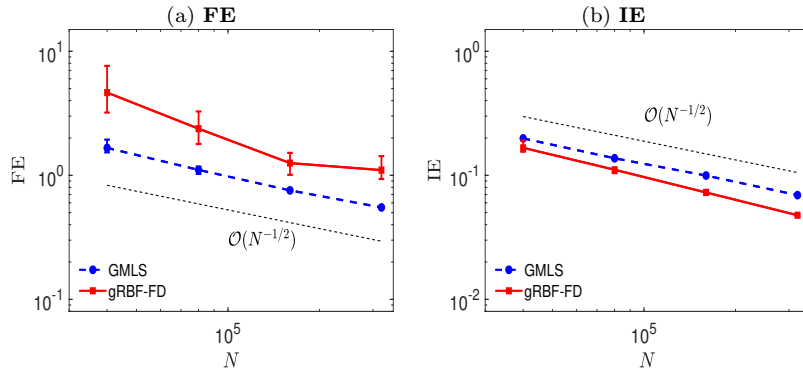 (a) FE
10^1
10^0
10^{-1}
FE
𝒪(N^{-1/2})
GMLS
gRBF-FD
10^5
N
(b) IE
10^0
10^{-1}
10^{-2}
IE
𝒪(N^{-1/2})
GMLS
gRBF-FD
10^5
N